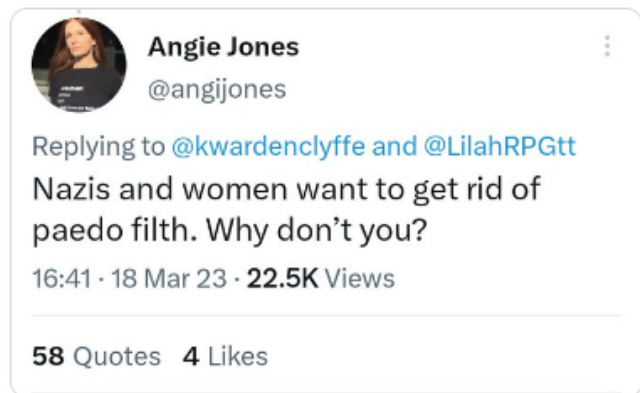 Angie Jones
@angijones
Replying to @kwardenclyffe and @LilahRPGtt
Nazis and women want to get rid of
paedo filth. Why don’t you?
16:41 · 18 Mar 23 · 22.5K Views
58 Quotes 4 Likes